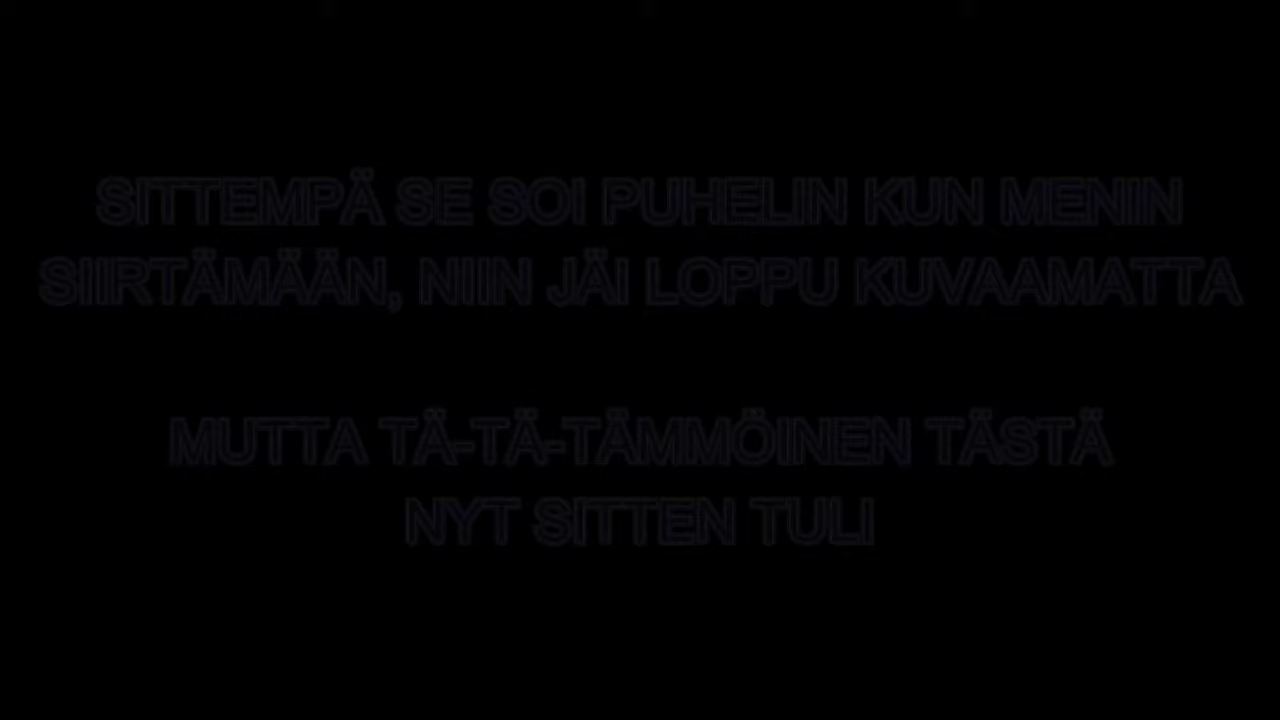 SITTEMPÄ SE SOI PUHELIN KUN MENIN
SIIRTÄMÄÄN, NIIN JÄI LOPPU KUVAAMATTA
MUTTA TÄ-TÄ-TÄMMÖINEN TÄSTÄ
NYT SITTEN TULI